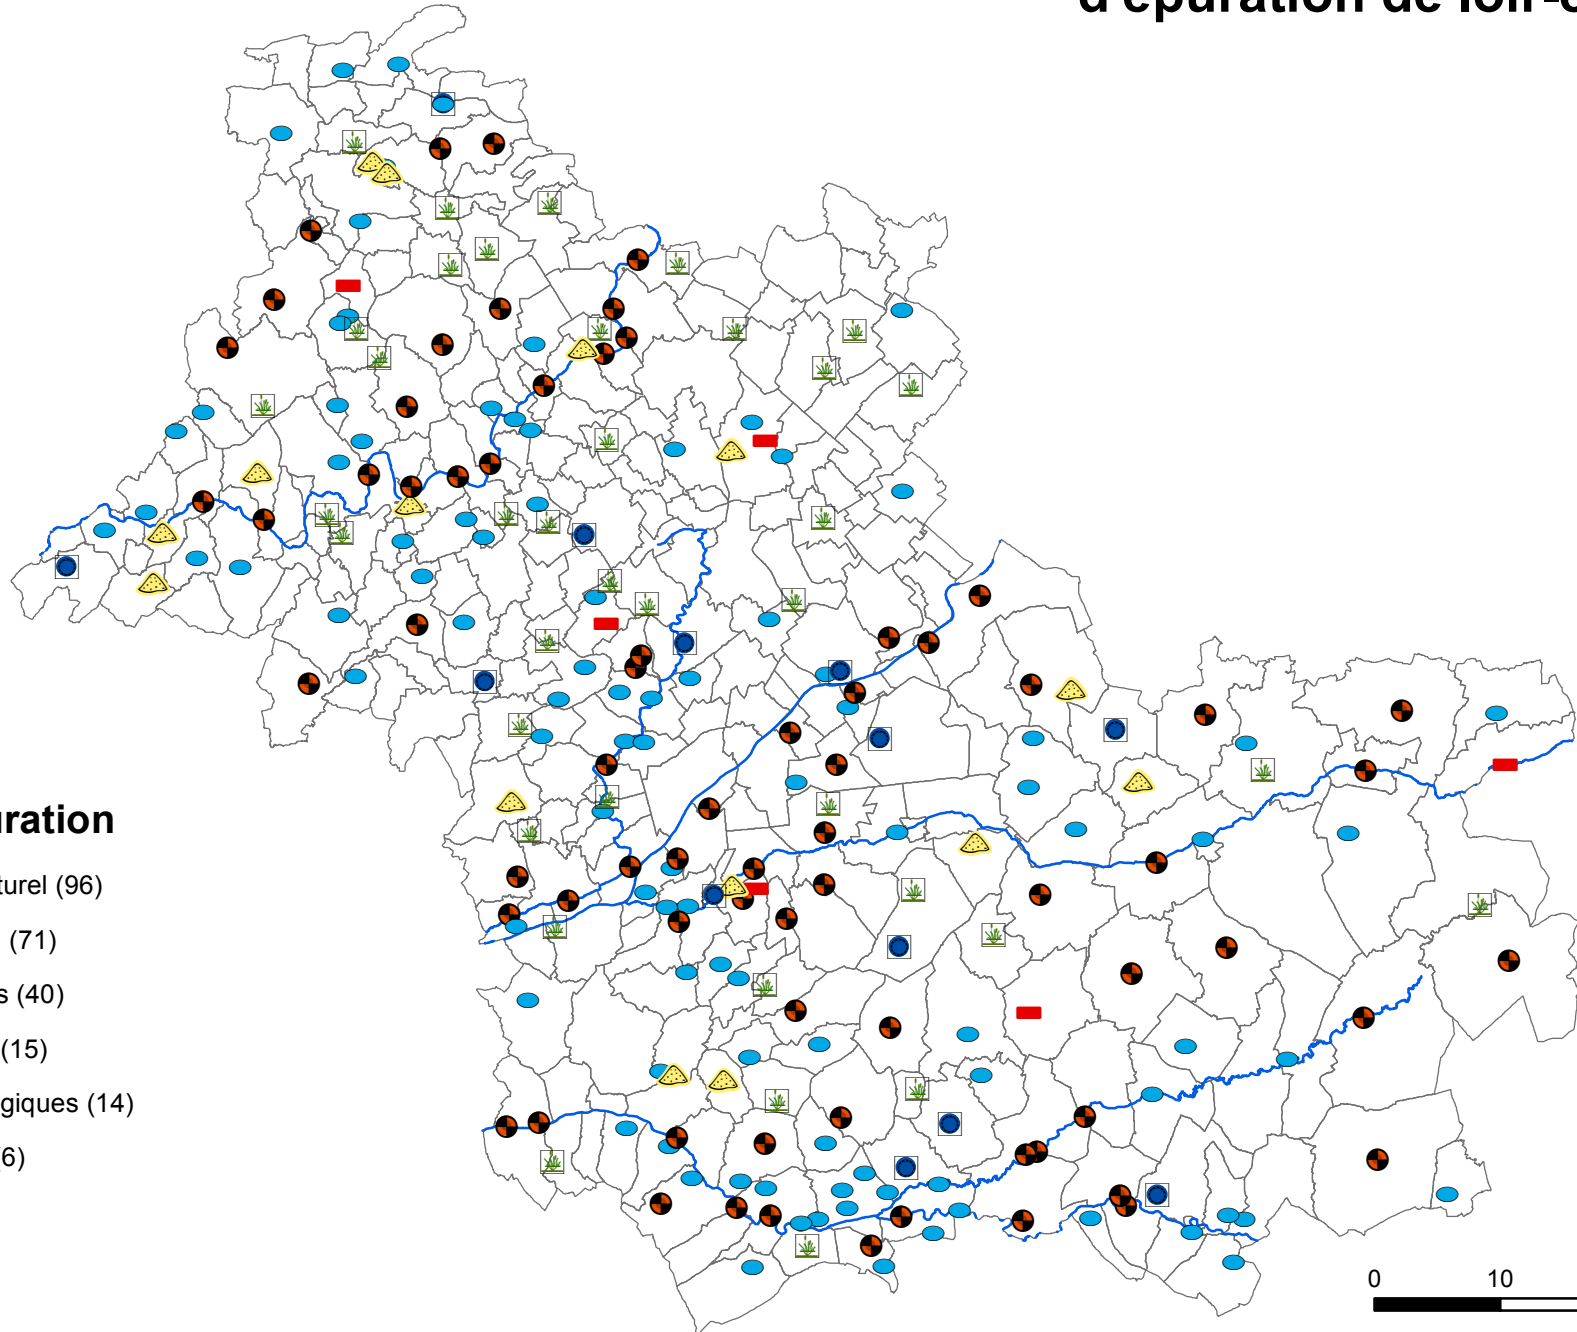 d'épuration de loir-e
uration
turel (96)
(71)
s (40)
(15)
giques (14)
6)
0 10